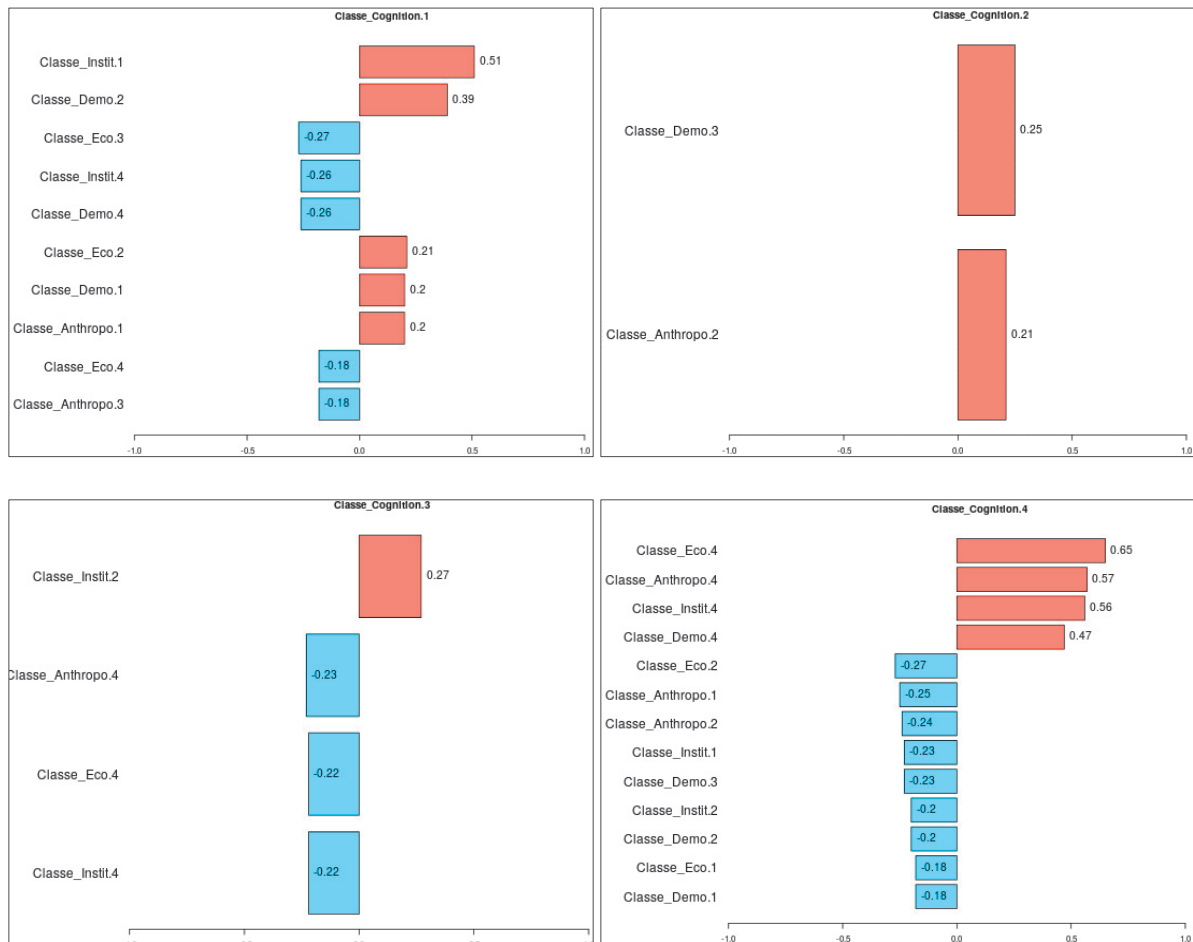 Classe_Cognition.1
Classe_Instit.1 0.51
Classe_Demo.2 0.39
Classe_Eco.3 -0.27
Classe_Instit.4 -0.26
Classe_Demo.4 -0.26
Classe_Eco.2 0.21
Classe_Demo.1 0.2
Classe_Anthropo.1 0.2
Classe_Eco.4 -0.18
Classe_Anthropo.3 -0.18
-1.0 -0.5 0.0 0.5 1.0
Classe_Cognition.2
Classe_Demo.3 0.25
Classe_Anthropo.2 0.21
-1.0 -0.5 0.0 0.5 1.0
Classe_Cognition.3
Classe_Instit.2 0.27
Classe_Anthropo.4 -0.23
Classe_Eco.4 -0.22
Classe_Instit.4 -0.22
Classe_Cognition.4
Classe_Eco.4 0.65
Classe_Anthropo.4 0.57
Classe_Instit.4 0.56
Classe_Demo.4 0.47
Classe_Eco.2 -0.27
Classe_Anthropo.1 -0.25
Classe_Anthropo.2 -0.24
Classe_Instit.1 -0.23
Classe_Demo.3 -0.23
Classe_Instit.2 -0.2
Classe_Demo.2 -0.2
Classe_Eco.1 -0.18
Classe_Demo.1 -0.18
-1.0 -0.5 0.0 0.5 1.0